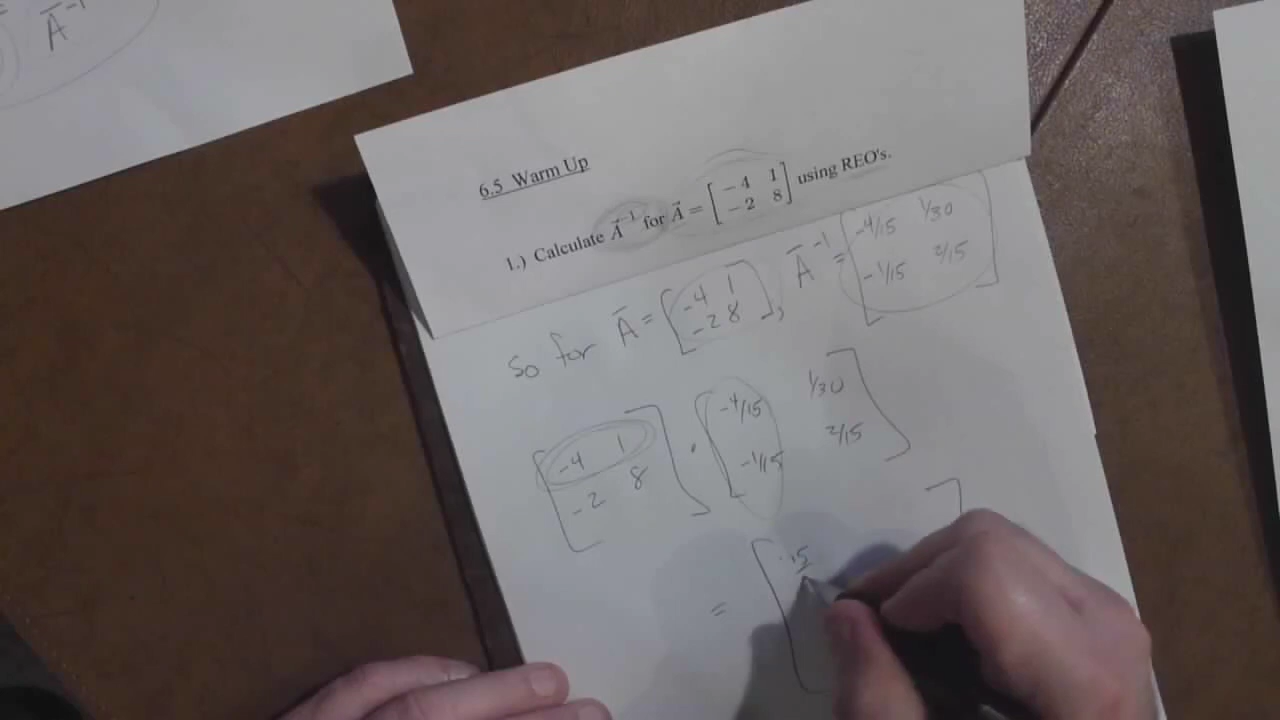 A⁻¹
6.5 Warm Up
1.) Calculate A⃗⁻¹ for A⃗ = [ -4 1 ; -2 8 ] using REO's.
So for A̅ = [ -4 1 ; -2 8 ], A̅⁻¹ = [ -4/15 1/30 ; -1/15 2/15 ]
[ -4 1 ; -2 8 ] · [ -4/15 1/30 ; -1/15 2/15 ]
= [ 15 ]